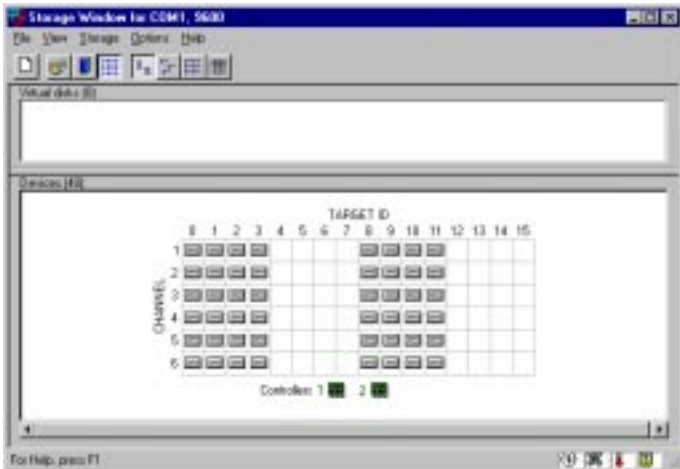 Storage Window for COM1, 9600
File View Storage Options Help
Virtual disks (0)
Devices (48)
TARGET ID
0 1 2 3 4 5 6 7 8 9 10 11 12 13 14 15
CHANNEL
1
2
3
4
5
6
Controllers 1 2
For Help, press F1